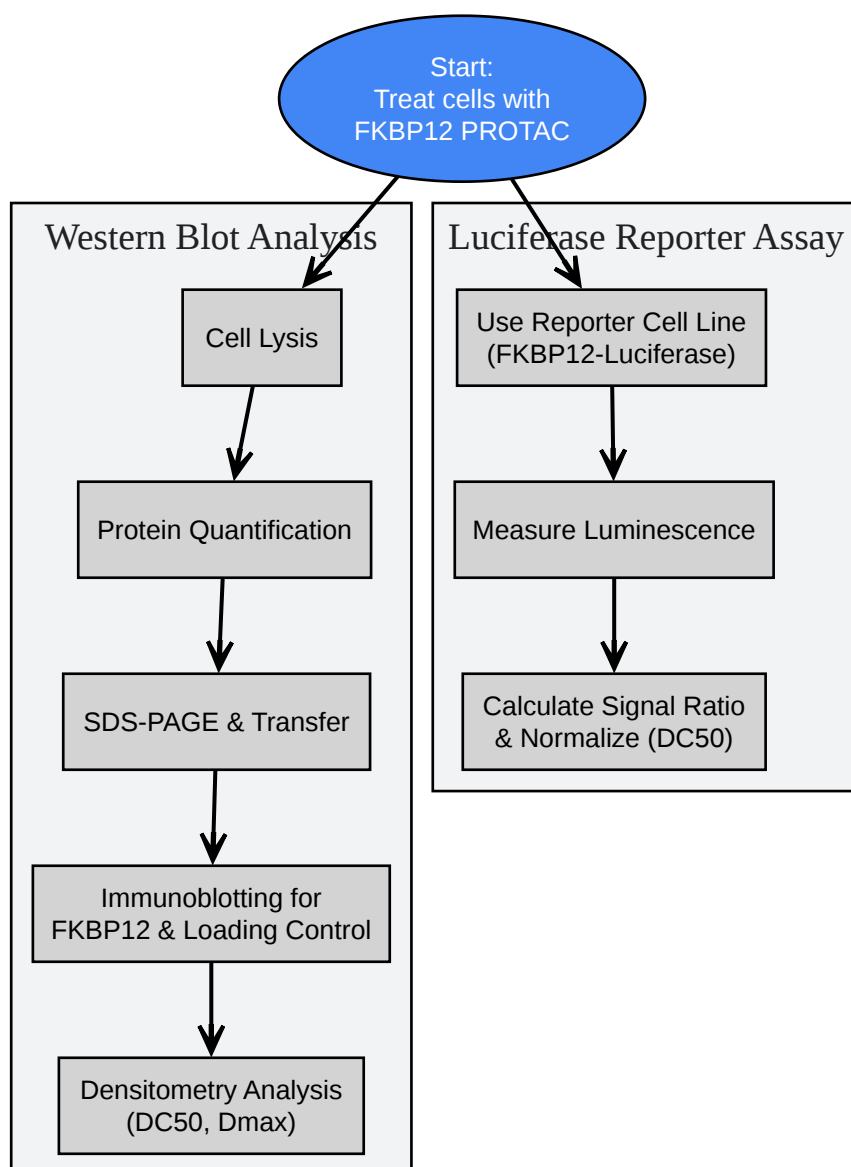 Start:
Treat cells with
FKBP12 PROTAC
Western Blot Analysis
Cell Lysis
Protein Quantification
SDS-PAGE & Transfer
Immunoblotting for
FKBP12 & Loading Control
Densitometry Analysis
(DC50, Dmax)
Luciferase Reporter Assay
Use Reporter Cell Line
(FKBP12-Luciferase)
Measure Luminescence
Calculate Signal Ratio
& Normalize (DC50)